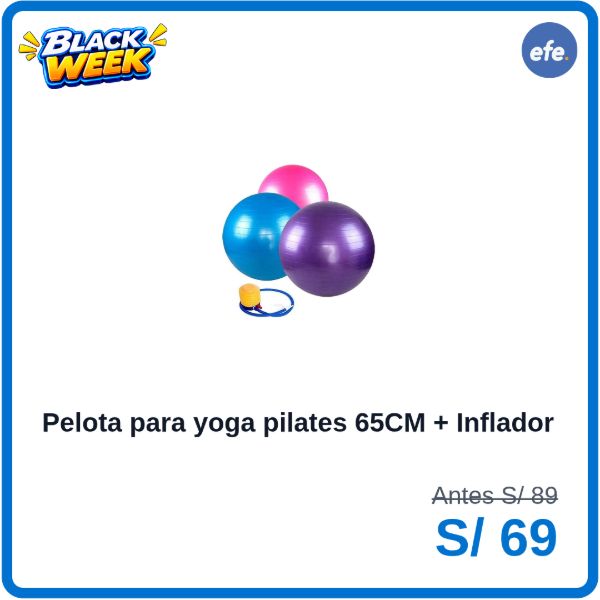 BLACK
WEEK
efe.
Pelota para yoga pilates 65CM + Inflador
Antes S/ 89
S/ 69